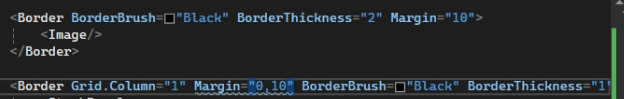 <Border BorderBrush="Black" BorderThickness="2" Margin="10">
<Image/>
</Border>
<Border Grid.Column="1" Margin="0,10" BorderBrush="Black" BorderThickness="1"